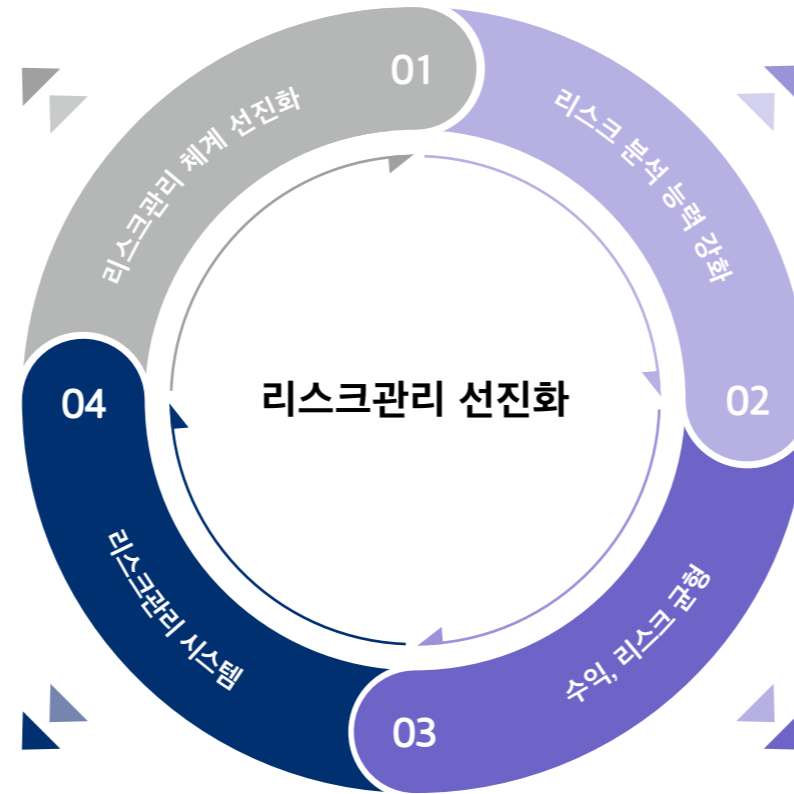 01
리스크관리 체계 선진화
리스크 분석 능력 강화
02
리스크관리 선진화
수익, 리스크 균형
03
리스크관리 시스템
04